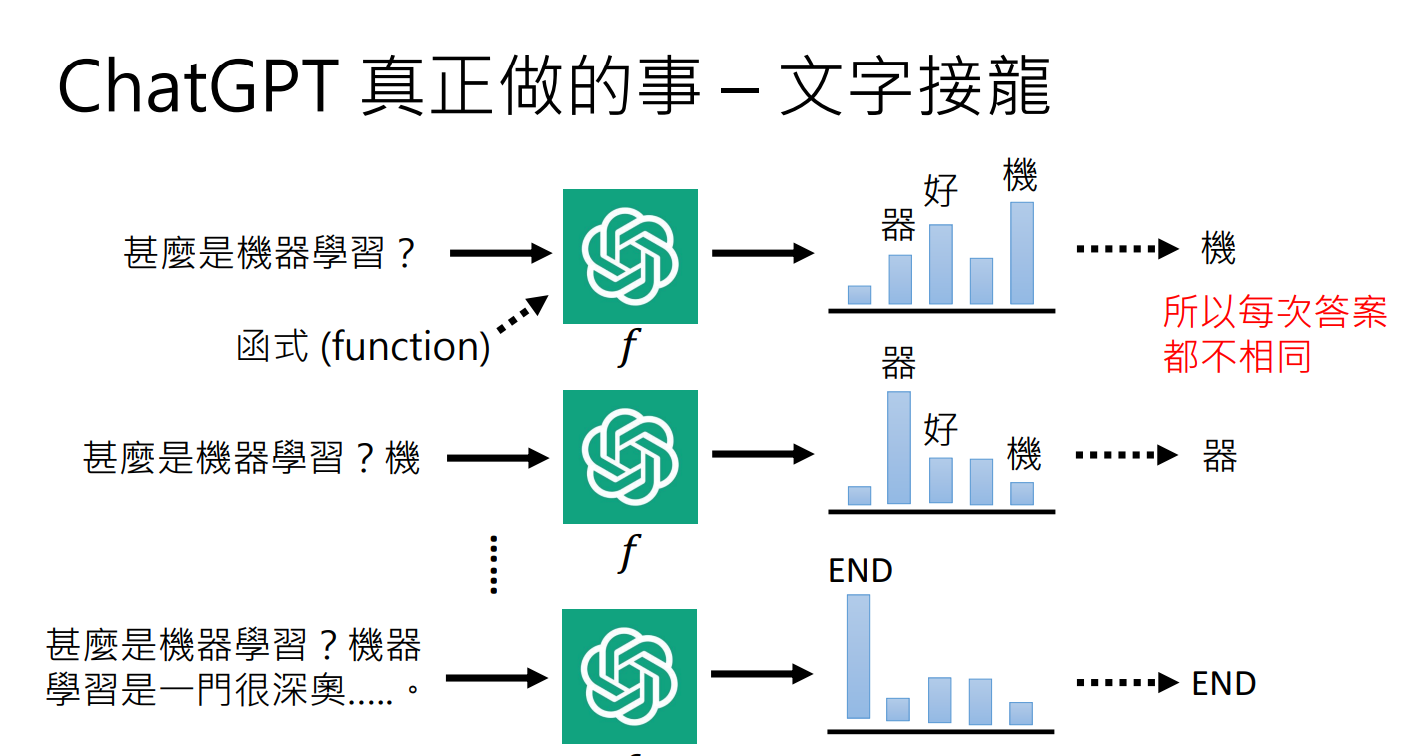 ChatGPT 真正做的事 – 文字接龍
甚麼是機器學習？
函式 (function)
f
器
好
機
機
所以每次答案
都不相同
甚麼是機器學習？機
f
器
好
機
器
甚麼是機器學習？機器
學習是一門很深奧.....。
END
END